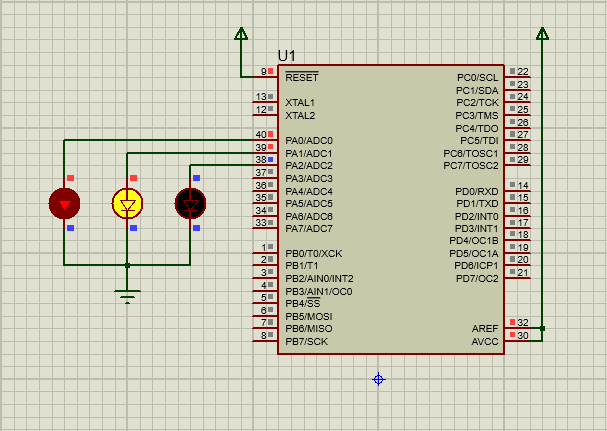 U1
9 RESET
13 XTAL1
12 XTAL2
40 PA0/ADC0
39 PA1/ADC1
38 PA2/ADC2
37 PA3/ADC3
36 PA4/ADC4
35 PA5/ADC5
34 PA6/ADC6
33 PA7/ADC7
1 PB0/T0/XCK
2 PB1/T1
3 PB2/AIN0/INT2
4 PB3/AIN1/OC0
5 PB4/SS
6 PB5/MOSI
7 PB6/MISO
8 PB7/SCK
PC0/SCL 22
PC1/SDA 23
PC2/TCK 24
PC3/TMS 25
PC4/TDO 26
PC5/TDI 27
PC6/TOSC1 28
PC7/TOSC2 29
PD0/RXD 14
PD1/TXD 15
PD2/INT0 16
PD3/INT1 17
PD4/OC1B 18
PD5/OC1A 19
PD6/ICP1 20
PD7/OC2 21
AREF 32
AVCC 30